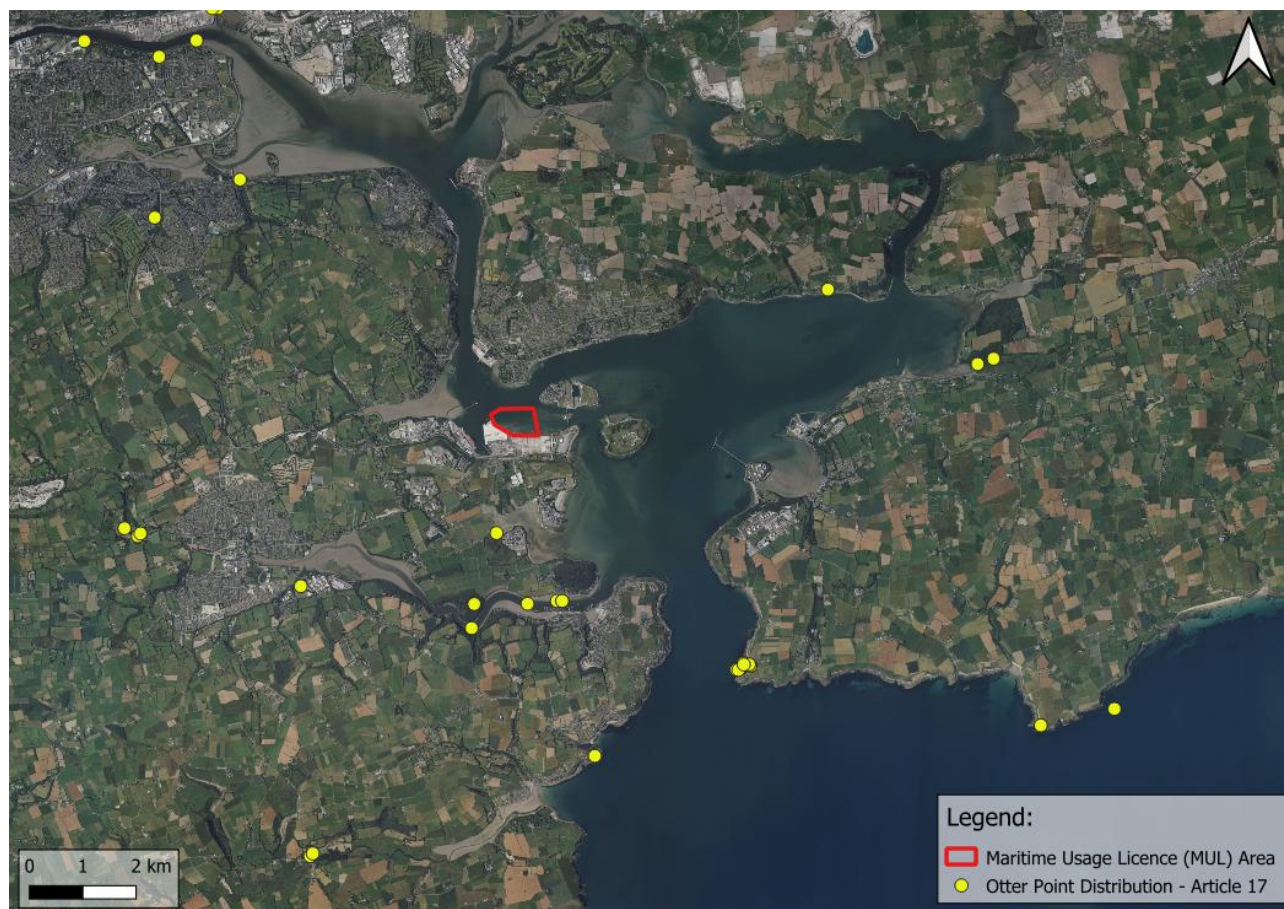 Legend:
Maritime Usage Licence (MUL) Area
Otter Point Distribution - Article 17
0 1 2 km